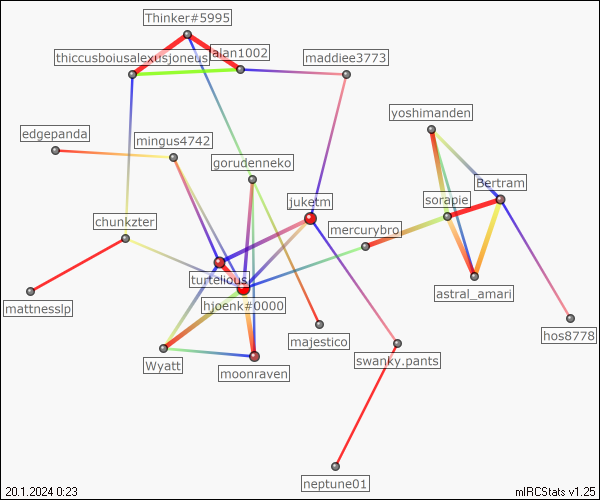 Thinker#5995
thiccusboiusalexusjoneus
alan1002
maddiee3773
yoshimanden
edgepanda
mingus4742
gorudenneko
Bertram
sorapie
juketm
chunkzter
mercurybro
turtelious
astral_amari
mattnesslp
hjoenk#0000
majestico
hos8778
Wyatt
moonraven
swanky.pants
neptune01
20.1.2024 0:23
mIRCStats v1.25